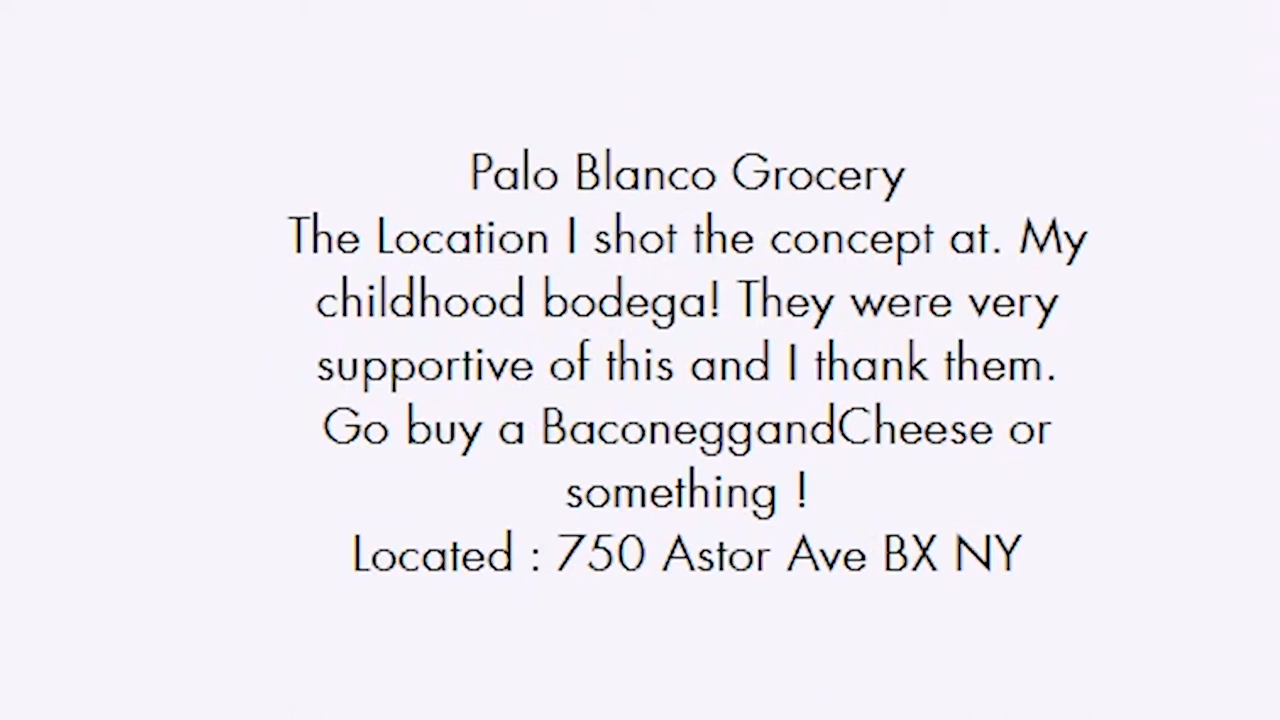 Palo Blanco Grocery
The Location I shot the concept at. My
childhood bodega! They were very
supportive of this and I thank them.
Go buy a BaconeggandCheese or
something !
Located : 750 Astor Ave BX NY